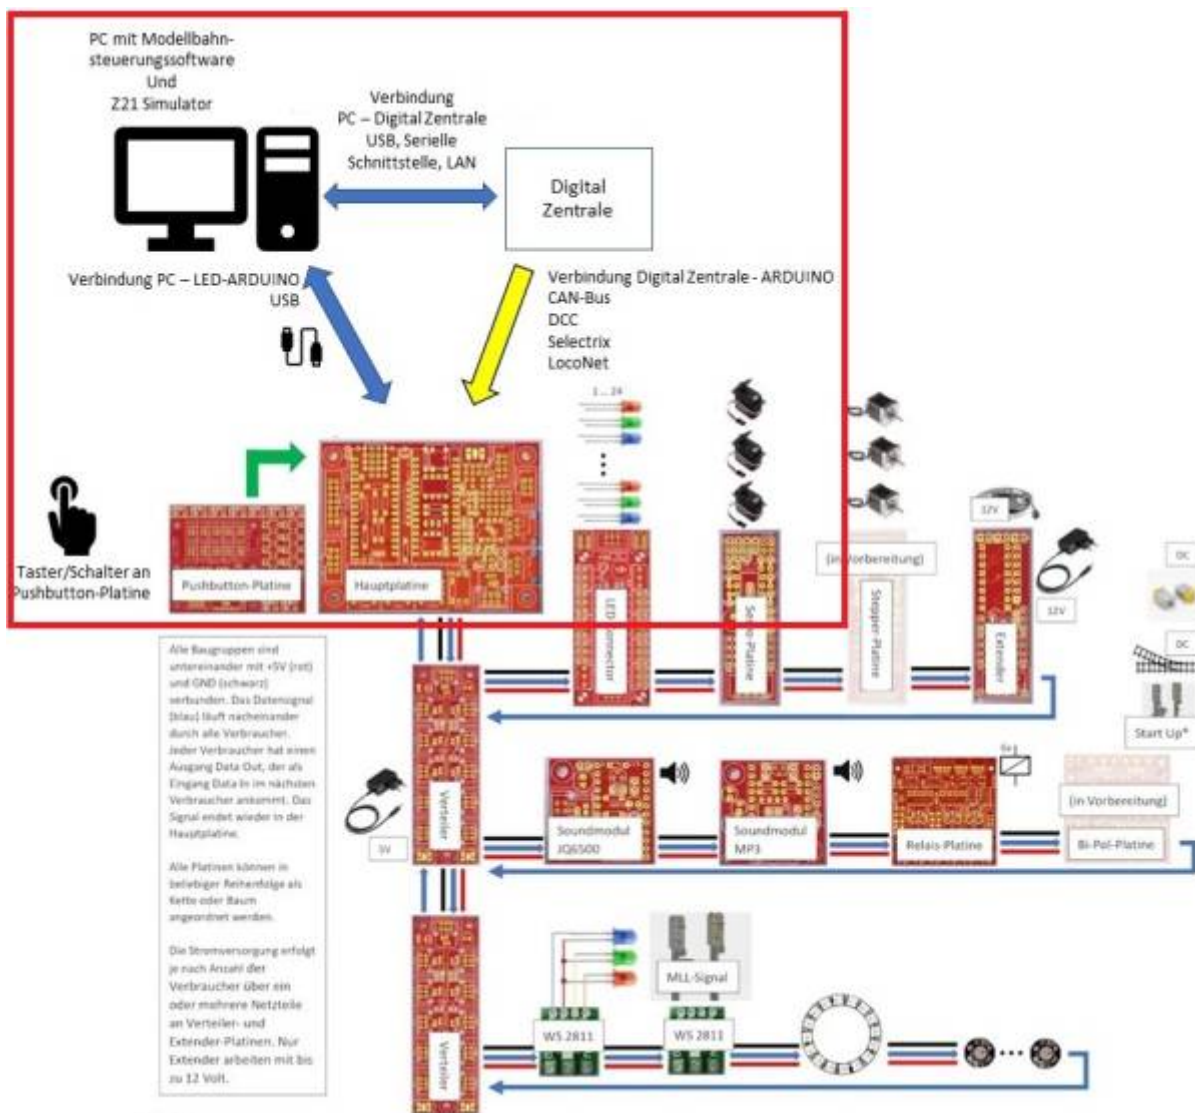 PC mit Modellbahn-
steuerungssoftware
Und
Z21 Simulator
Verbindung
PC – Digital Zentrale
USB, Serielle
Schnittstelle, LAN
Digital
Zentrale
Verbindung PC – LED-ARDUINO
USB
Verbindung Digital Zentrale - ARDUINO
CAN-Bus
DCC
Selectrix
LocoNet
1 ... 24
Taster/Schalter an
Pushbutton-Platine
Pushbutton-Platine
Hauptplatine
LED-Connector
Servo-Platine
(in Vorbereitung)
Stepper-Platine
12V
Extender
12V
DC
DC
Start Up*
Alle Baugruppen sind
untereinander mit +5V (rot)
und GND (schwarz)
verbunden. Das Datensignal
(blau) läuft nacheinander
durch alle Verbraucher.
Jeder Verbraucher hat einen
Ausgang Data Out, der als
Eingang Data In im nächsten
Verbraucher ankommt. Das
Signal endet wieder in der
Hauptplatine.
Alle Platinen können in
beliebiger Reihenfolge als
Kette oder Baum
angeordnet werden.
Die Stromversorgung erfolgt
je nach Anzahl der
Verbraucher über ein
oder mehrere Netzteile
an Verteiler- und
Extender-Platinen. Nur
Extender arbeiten mit bis
zu 12 Volt.
5V
Verteiler
Soundmodul
JQ6500
Soundmodul
MP3
Relais-Platine
(in Vorbereitung)
Bi-Pol-Platine
Verteiler
WS 2811
MLL-Signal
WS 2811